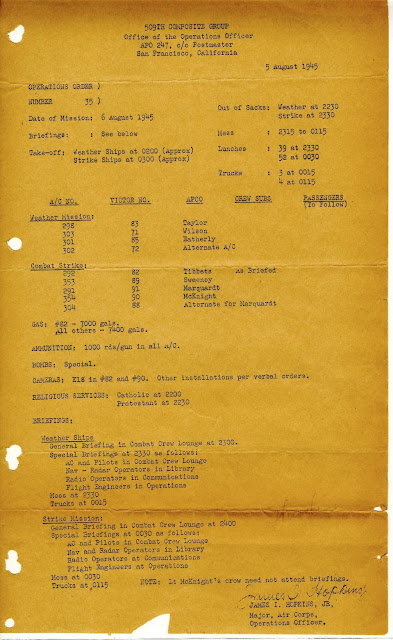 509TH COMPOSITE GROUP
Office of the Operations Officer
APO 247, c/o Postmaster
San Francisco, California
5 August 1945
OPERATIONS ORDER )
NUMBER 35 )
Out of Sacks: Weather at 2230
Strike at 2330
Date of Mission: 6 August 1945
Briefings: : See below
Mess : 2315 to 0115
Take-off: Weather Ships at 0200 (Approx)
Strike Ships at 0300 (Approx)
Lunches : 39 at 2330
52 at 0030
Trucks : 3 at 0015
4 at 0115
A/C NO. VICTOR NO. APCO CREW SUBS PASSENGERS
(To follow)
Weather Mission:
298 83 Taylor
303 71 Wilson
301 85 Eatherly
302 72 Alternate A/C
Combat Strike:
292 82 Tibbets as Briefed
353 89 Sweeney
291 91 Marquardt
354 90 McKnight
304 88 Alternate for Marquardt
GAS: #82 - 7000 gals.
All others - 7400 gals.
AMMUNITION: 1000 rds/gun in all A/C.
BOMBS: Special.
CAMERAS: K18 in #82 and #90. Other installations per verbal orders.
RELIGIOUS SERVICES: Catholic at 2200
Protestant at 2230
BRIEFINGS:
Weather Ships
General Briefing in Combat Crew Lounge at 2300.
Special Briefings at 2330 as follows:
AC and Pilots in Combat Crew Lounge
Nav - Radar Operators in Library
Radio Operators in Communications
Flight Engineers in Operations
Mess at 2330
Trucks at 0015
Strike Mission:
General Briefing in Combat Crew Lounge at 2400
Special Briefings at 0030 as follows:
AC and Pilots in Combat Crew Lounge
Nav and Radar Operators in Library
Radio Operators at Communications
Flight Engineers at Operations
Mess at 0030
Trucks at 0115
NOTE: Lt McKnight's crew need not attend briefings.
James I Hopkins
JAMES I. HOPKINS, JR,
Major, Air Corps,
Operations Officer.